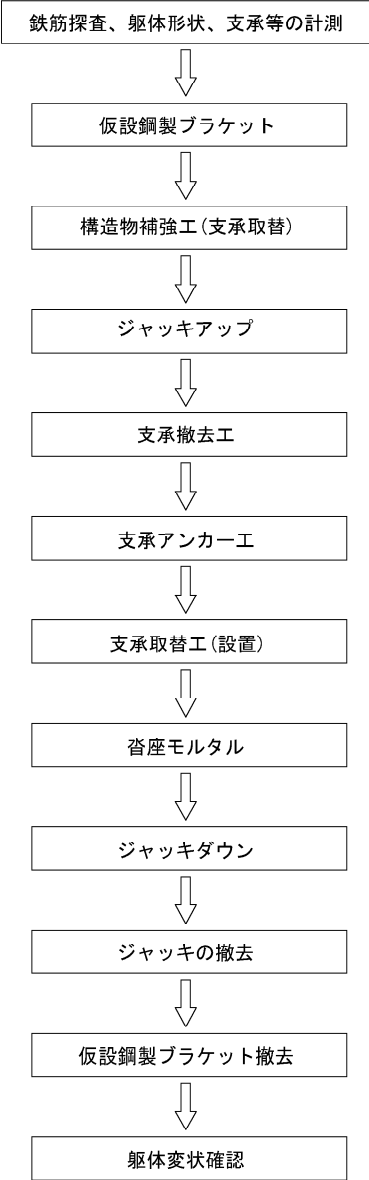 鉄筋探査、躯体形状、支承等の計測
仮設鋼製ブラケット
構造物補強工(支承取替)
ジャッキアップ
支承撤去工
支承アンカー工
支承取替工(設置)
沓座モルタル
ジャッキダウン
ジャッキの撤去
仮設鋼製ブラケット撤去
躯体変状確認